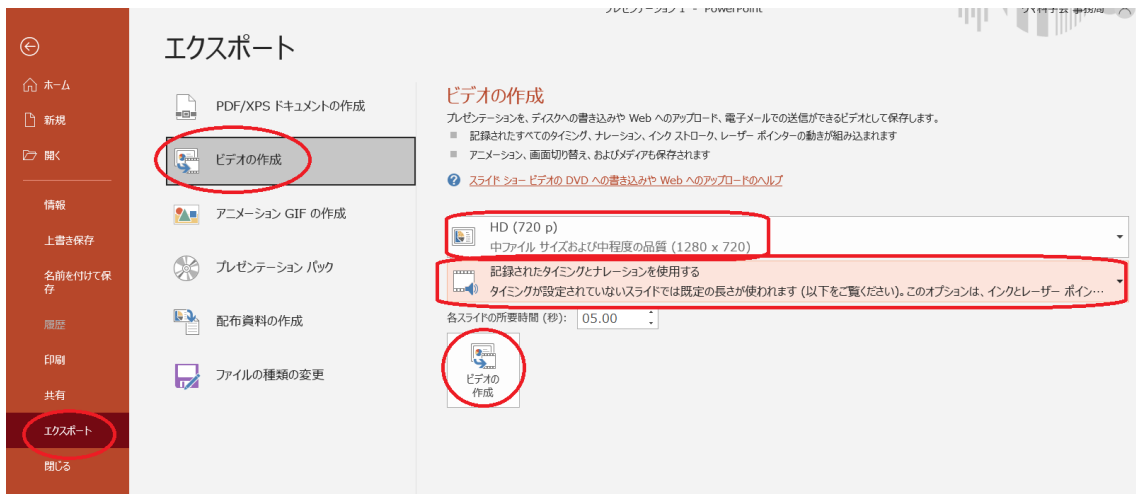 プレゼンテーション 1 - PowerPoint
エクスポート
ホーム
新規
開く
情報
上書き保存
名前を付けて保
存
履歴
印刷
共有
エクスポート
閉じる
PDF/XPS ドキュメントの作成
ビデオの作成
アニメーション GIF の作成
プレゼンテーション パック
配布資料の作成
ファイルの種類の変更
ビデオの作成
プレゼンテーションを、ディスクへの書き込みや Web へのアップロード、電子メールでの送信ができるビデオとして保存します。
記録されたすべてのタイミング、ナレーション、インク ストローク、レーザー ポインターの動きが組み込まれます
アニメーション、画面切り替え、およびメディアも保存されます
スライド ショー ビデオの DVD への書き込みや Web へのアップロードのヘルプ
HD (720 p)
中ファイル サイズおよび中程度の品質 (1280 x 720)
記録されたタイミングとナレーションを使用する
タイミングが設定されていないスライドでは既定の長さが使われます (以下をご覧ください)。このオプションは、インクとレーザー ポイン…
各スライドの所要時間 (秒): 05.00
ビデオの
作成